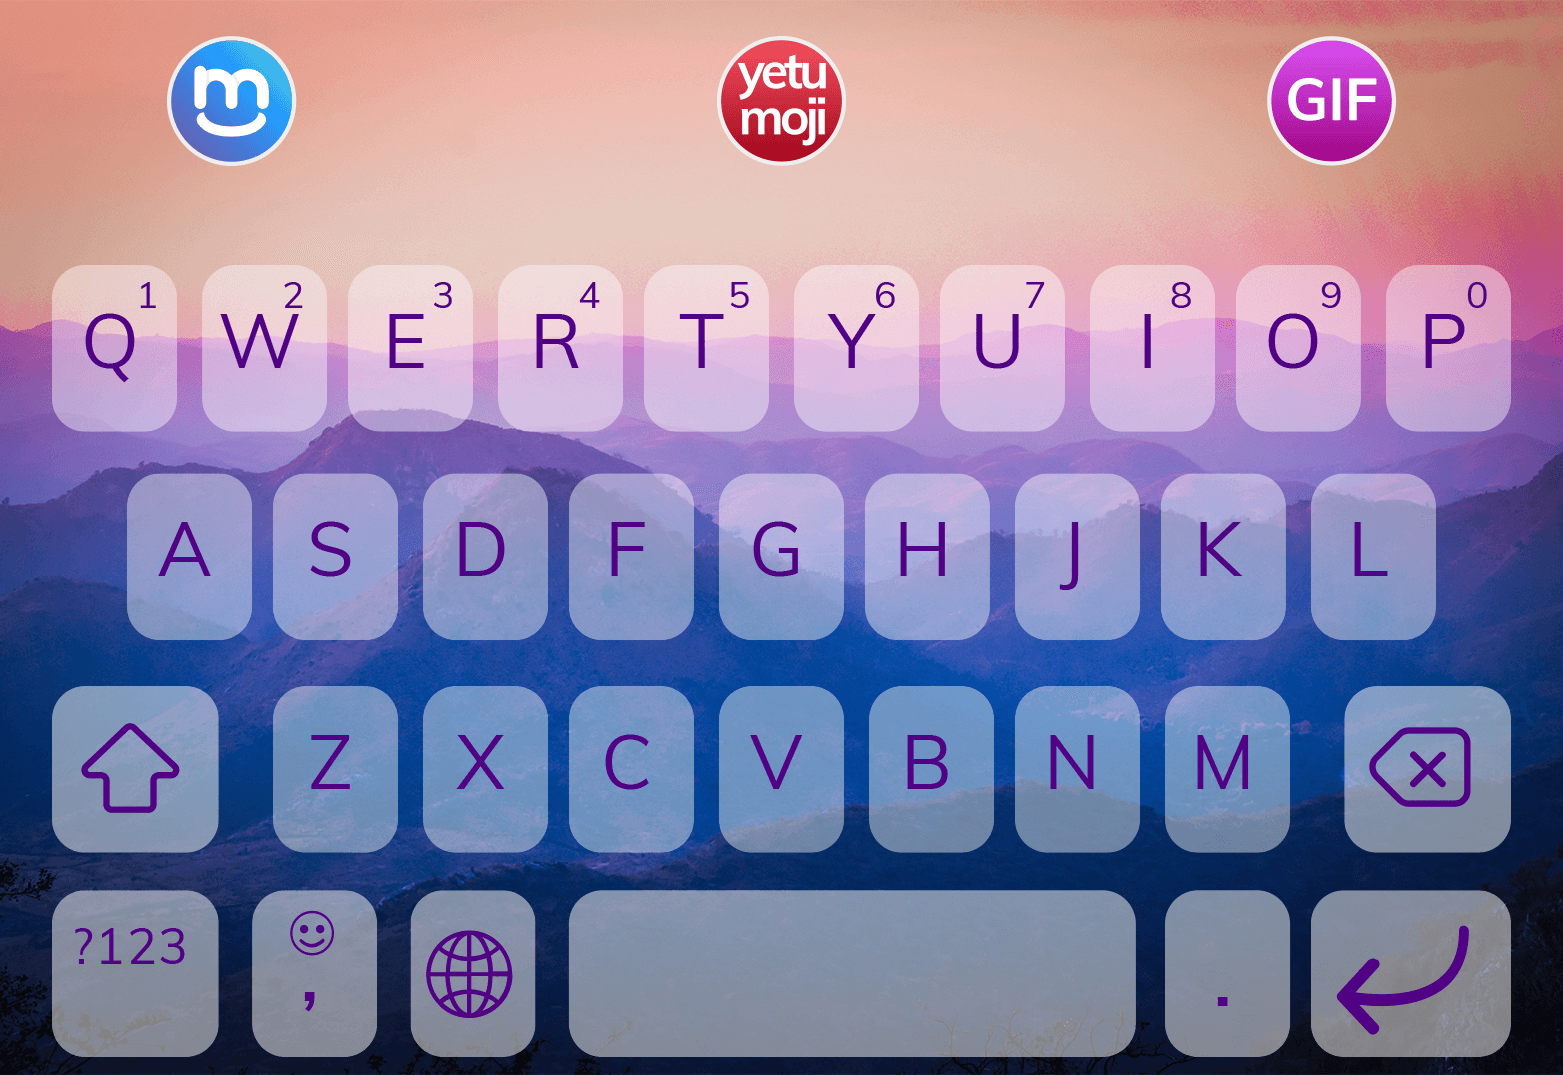 m
yetu
moji
GIF
1 2 3 4 5 6 7 8 9 0
Q W E R T Y U I O P
A S D F G H J K L
Z X C V B N M
?123 , .